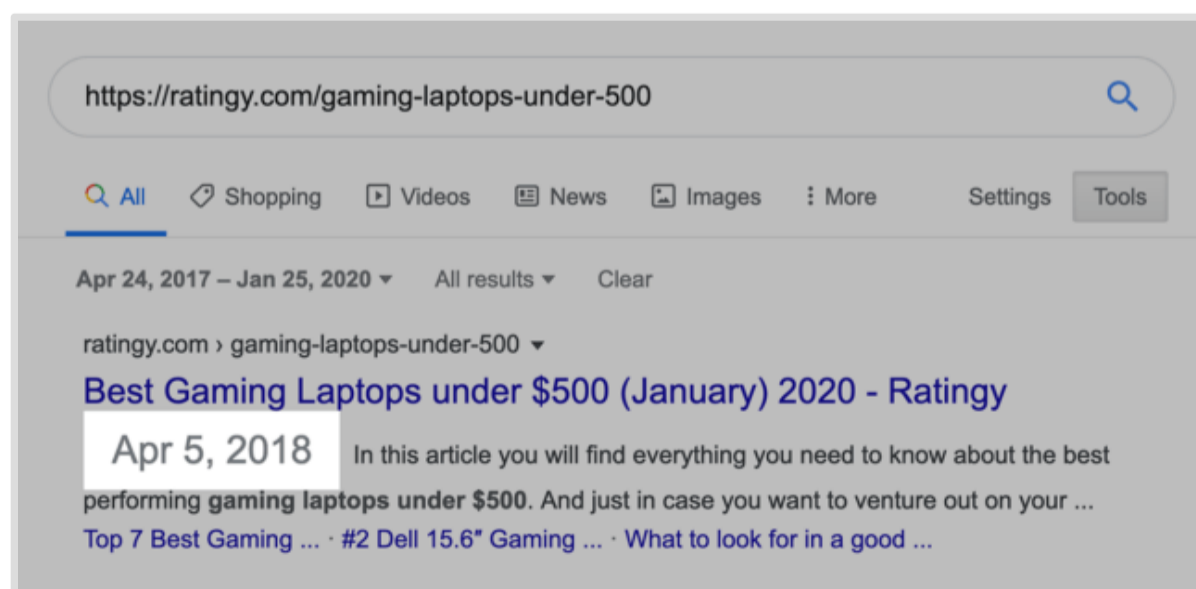 https://ratingy.com/gaming-laptops-under-500
All Shopping Videos News Images More Settings Tools
Apr 24, 2017 – Jan 25, 2020 All results Clear
ratingy.com › gaming-laptops-under-500
Best Gaming Laptops under $500 (January) 2020 - Ratingy
Apr 5, 2018 In this article you will find everything you need to know about the best
performing gaming laptops under $500. And just in case you want to venture out on your ...
Top 7 Best Gaming ... · #2 Dell 15.6″ Gaming ... · What to look for in a good ...